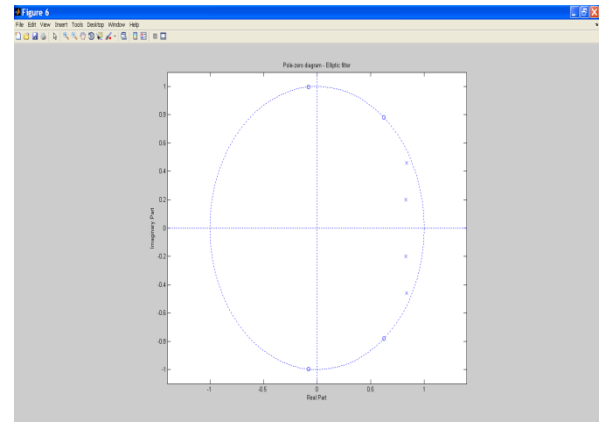 Figure 6
File Edit View Insert Tools Desktop Window Help
Pole-zero diagram - Elliptic filter
1
0.8
0.6
0.4
0.2
0
-0.2
-0.4
-0.6
-0.8
-1
Imaginary Part
-1 -0.5 0 0.5 1
Real Part